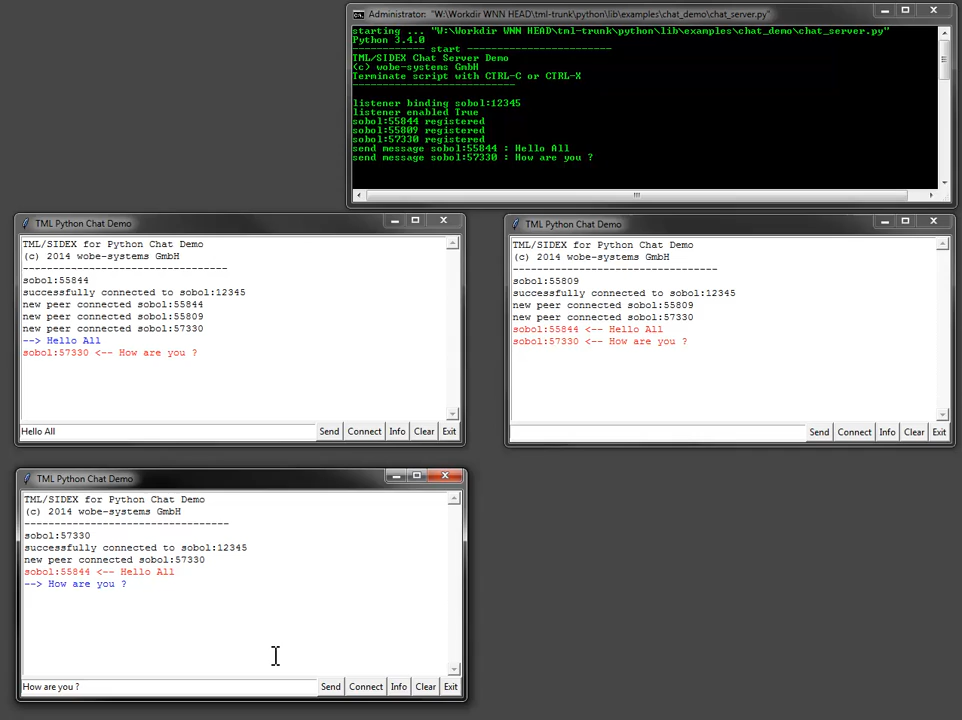 Administrator: "W:\Workdir WNN HEAD\tml-trunk\python\lib\examples\chat_demo\chat_server.py"
starting ... "W:\Workdir WNN HEAD\tml-trunk\python\lib\examples\chat_demo\chat_server.py"
Python 3.4.0
------------ start ------------------------
TML/SIDEX Chat Server Demo
(c) wobe-systems GmbH
Terminate script with CTRL-C or CTRL-X
---------------------------
listener binding sobol:12345
listener enabled True
sobol:55844 registered
sobol:55809 registered
sobol:57330 registered
send message sobol:55844 : Hello All
send message sobol:57330 : How are you ?
TML Python Chat Demo
TML/SIDEX for Python Chat Demo
(c) 2014 wobe-systems GmbH
----------------------------------
sobol:55844
successfully connected to sobol:12345
new peer connected sobol:55844
new peer connected sobol:55809
new peer connected sobol:57330
--> Hello All
sobol:57330 <-- How are you ?
Hello All Send Connect Info Clear Exit
TML Python Chat Demo
TML/SIDEX for Python Chat Demo
(c) 2014 wobe-systems GmbH
----------------------------------
sobol:55809
successfully connected to sobol:12345
new peer connected sobol:55809
new peer connected sobol:57330
sobol:55844 <-- Hello All
sobol:57330 <-- How are you ?
Send Connect Info Clear Exit
TML Python Chat Demo
TML/SIDEX for Python Chat Demo
(c) 2014 wobe-systems GmbH
----------------------------------
sobol:57330
successfully connected to sobol:12345
new peer connected sobol:57330
sobol:55844 <-- Hello All
--> How are you ?
How are you ? Send Connect Info Clear Exit